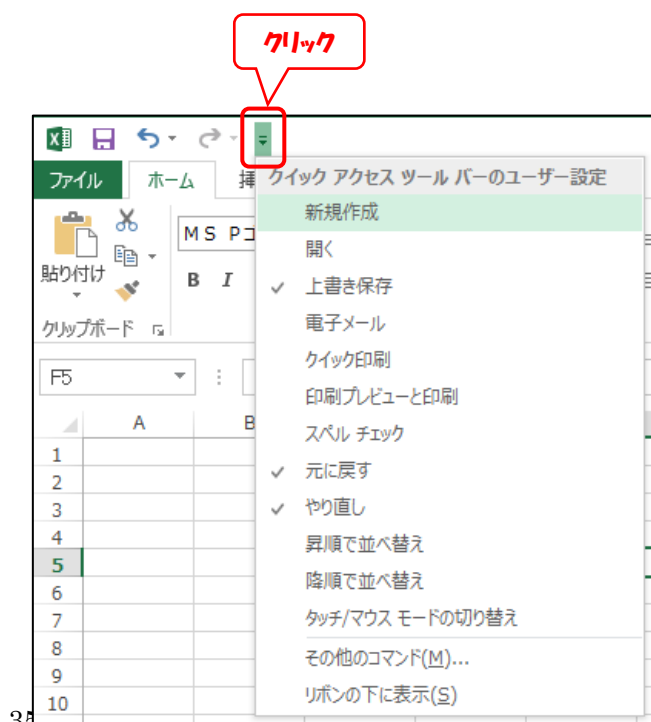 クリック
ファイル ホーム 挿
クイック アクセス ツール バーのユーザー設定
新規作成
MS Pゴ
開く
貼り付け
B I
上書き保存
電子メール
クリップボード
クイック印刷
F5
印刷プレビューと印刷
A B
スペル チェック
1
元に戻す
2
やり直し
3
4
昇順で並べ替え
5
降順で並べ替え
6
7
タッチ/マウス モードの切り替え
8
その他のコマンド(M)...
9
リボンの下に表示(S)
10